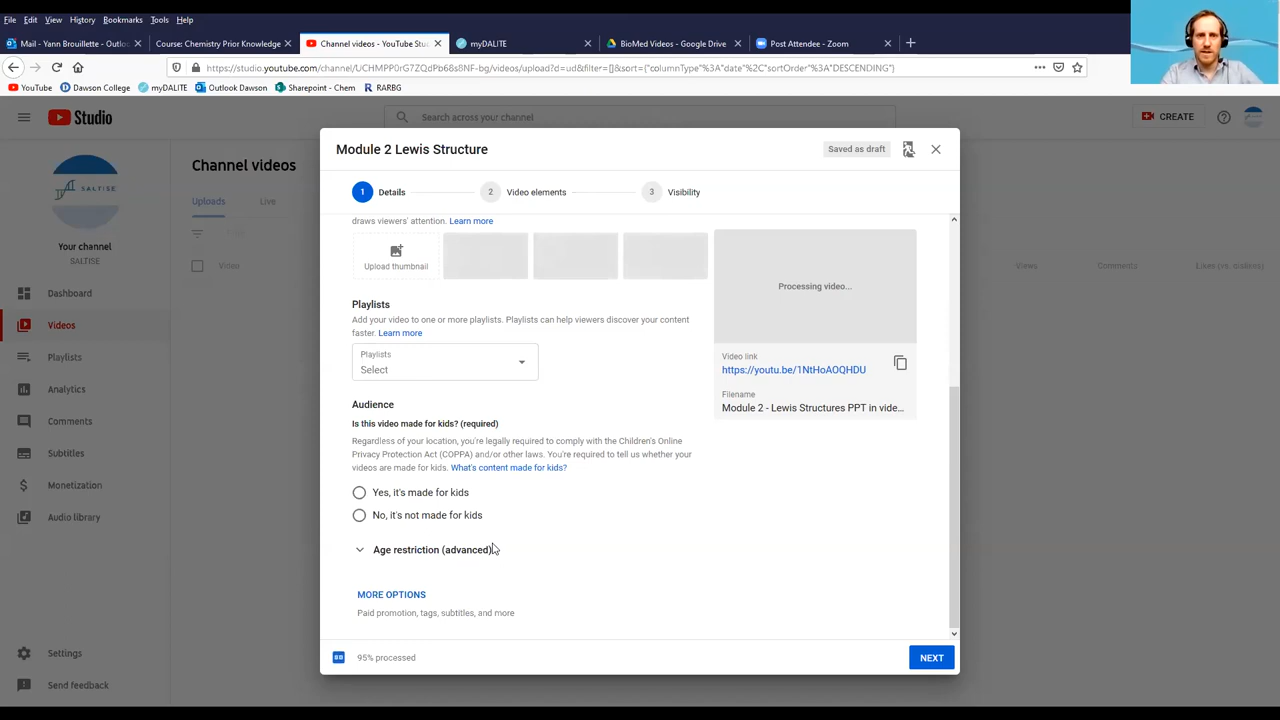 File Edit View History Bookmarks Tools Help
Mail - Yann Brouillette - Outloo
Course: Chemistry Prior Knowledge
Channel videos - YouTube Stu
myDALITE
BioMed Videos - Google Drive
Post Attendee - Zoom
https://studio.youtube.com/channel/UCHMPP0rG7ZQdPb68s8NF-bg/videos/upload?d=ud&filter=[]&sort={"columnType"%3A"date"%2C"sortOrder"%3A"DESCENDING"}
YouTube Dawson College myDALITE Outlook Dawson Sharepoint - Chem RARBG
Studio
Search across your channel
CREATE
SALTISE
Your channel
SALTISE
Dashboard
Videos
Playlists
Analytics
Comments
Subtitles
Monetization
Audio library
Settings
Send feedback
Channel videos
Uploads Live
Video
Views Comments Likes (vs. dislikes)
Module 2 Lewis Structure
Saved as draft
1 Details 2 Video elements 3 Visibility
draws viewers' attention. Learn more
Upload thumbnail
Playlists
Add your video to one or more playlists. Playlists can help viewers discover your content
faster. Learn more
Playlists
Select
Audience
Is this video made for kids? (required)
Regardless of your location, you're legally required to comply with the Children's Online
Privacy Protection Act (COPPA) and/or other laws. You're required to tell us whether your
videos are made for kids. What's content made for kids?
Yes, it's made for kids
No, it's not made for kids
Age restriction (advanced)
MORE OPTIONS
Paid promotion, tags, subtitles, and more
Processing video...
Video link
https://youtu.be/1NtHoAOQHDU
Filename
Module 2 - Lewis Structures PPT in vide...
95% processed
NEXT